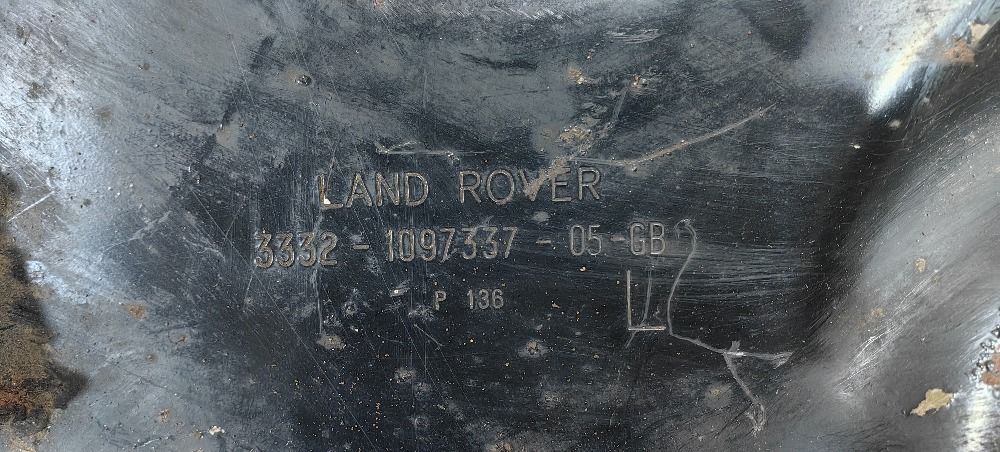 LAND ROVER
3332 - 1097337 - 05 - GB
P 136
L